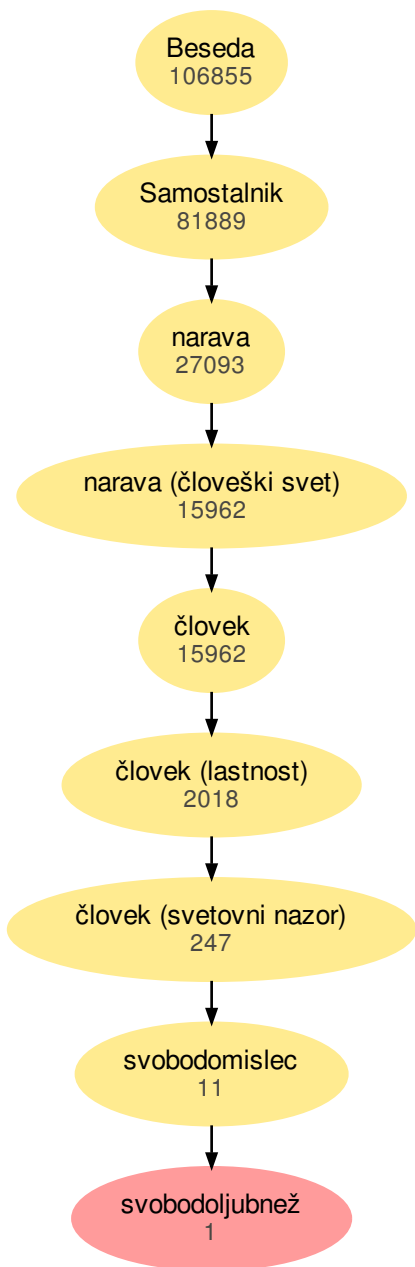 Beseda
106855
Samostalnik
81889
narava
27093
narava (človeški svet)
15962
človek
15962
človek (lastnost)
2018
človek (svetovni nazor)
247
svobodomislec
11
svobodoljubnež
1